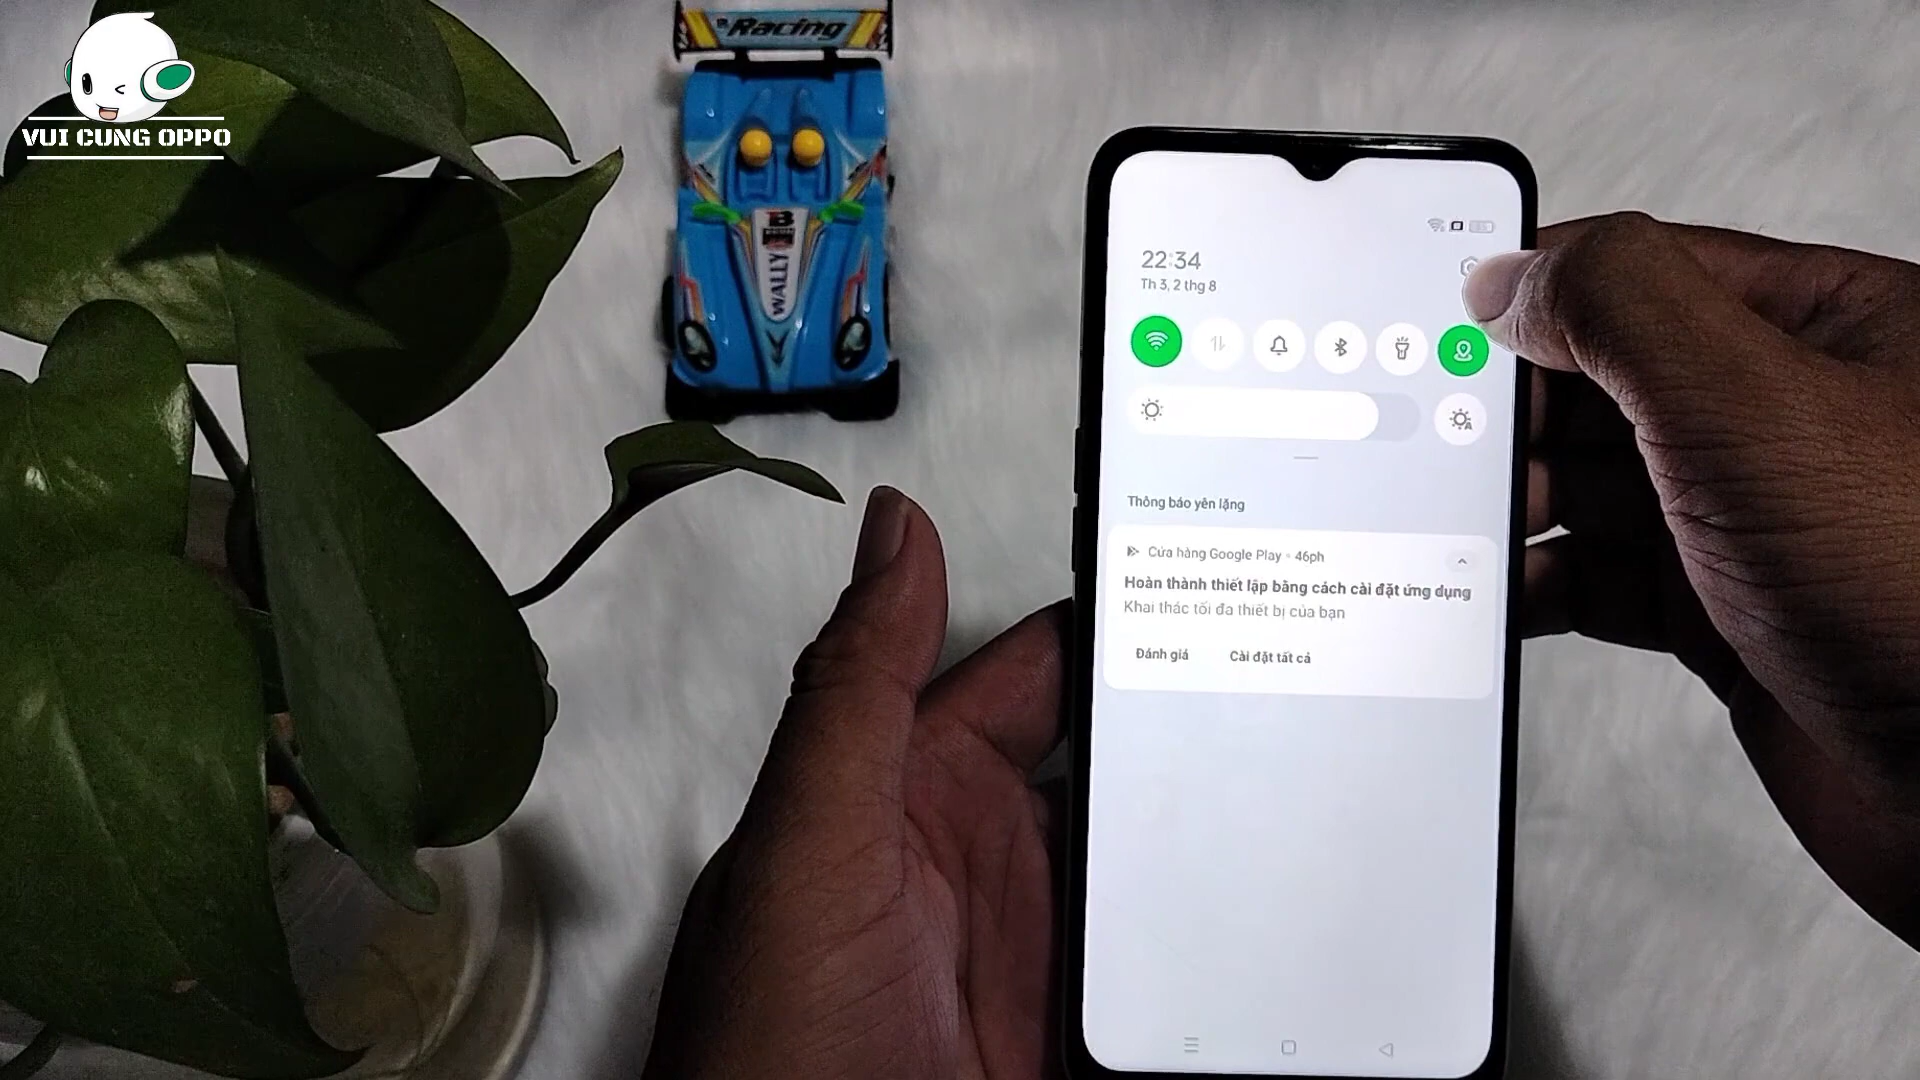 VUI CUNG OPPO
Racing
B
WALLY
22:34
Th 3, 2 thg 8
Thông báo yên lặng
Cửa hàng Google Play • 46ph
Hoàn thành thiết lập bằng cách cài đặt ứng dụng
Khai thác tối đa thiết bị của bạn
Đánh giá
Cài đặt tất cả